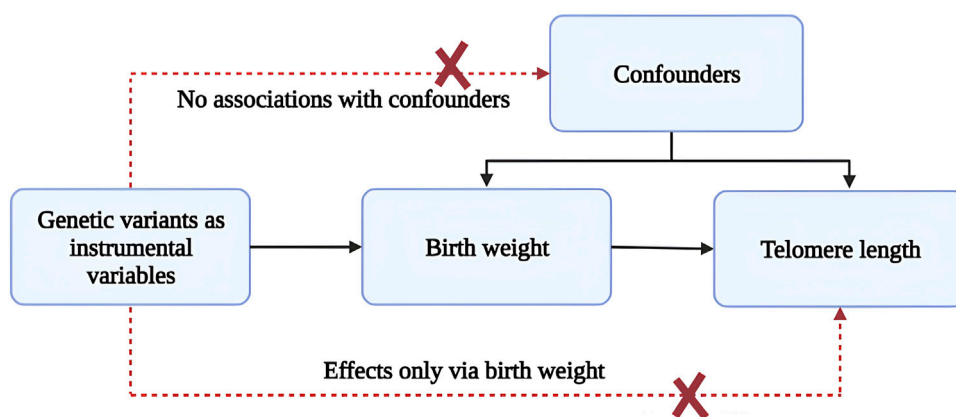 Confounders
No associations with confounders
Genetic variants as
instrumental
variables
Birth weight
Telomere length
Effects only via birth weight